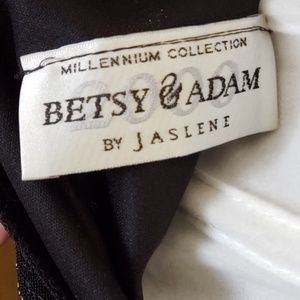 MILLENNIUM COLLECTION
BETSY & ADAM
BY JASLENE